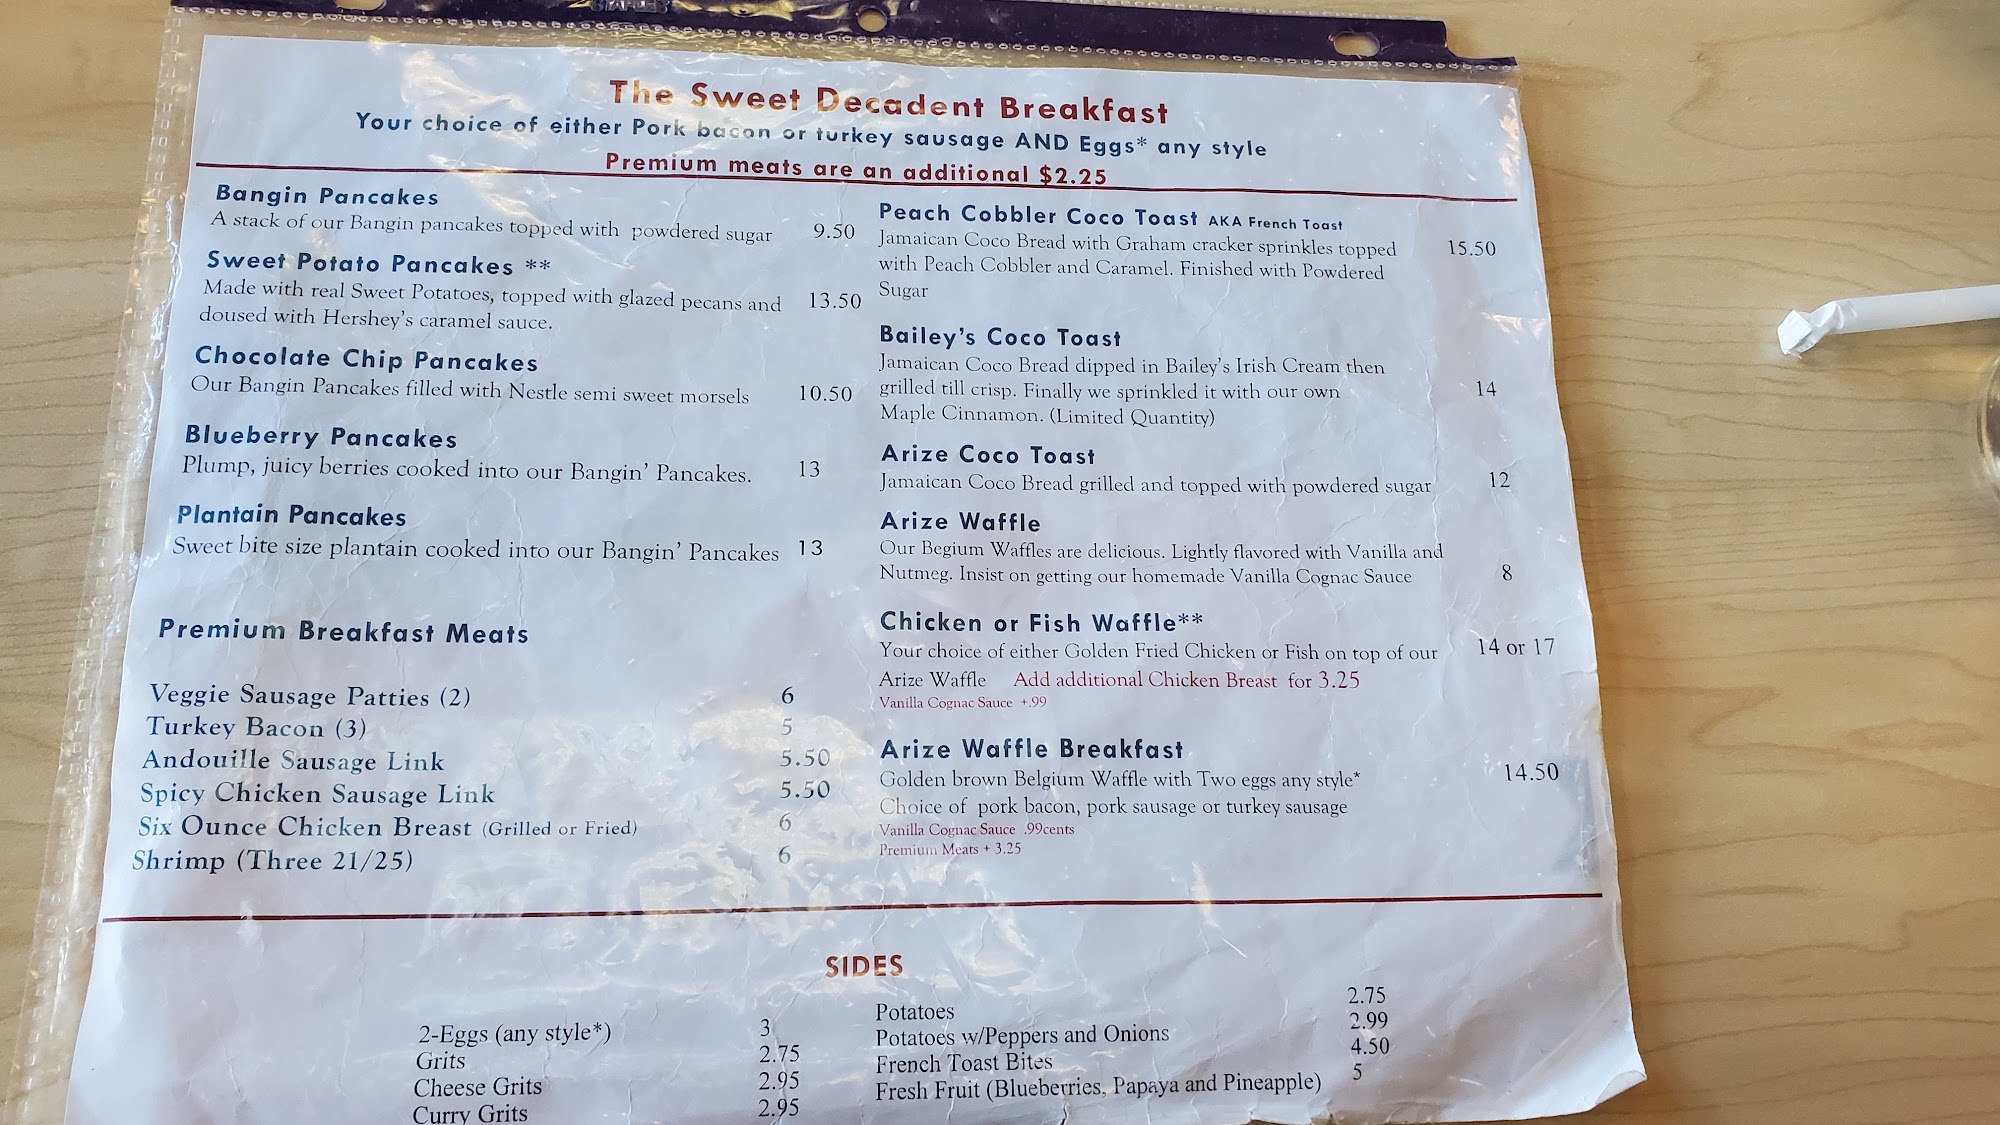 The Sweet Decadent Breakfast
Your choice of either Pork bacon or turkey sausage AND Eggs* any style
Premium meats are an additional $2.25
Bangin Pancakes
A stack of our Bangin pancakes topped with powdered sugar 9.50
Sweet Potato Pancakes **
Made with real Sweet Potatoes, topped with glazed pecans and 13.50
doused with Hershey's caramel sauce.
Chocolate Chip Pancakes
Our Bangin Pancakes filled with Nestle semi sweet morsels 10.50
Blueberry Pancakes
Plump, juicy berries cooked into our Bangin' Pancakes. 13
Plantain Pancakes
Sweet bite size plantain cooked into our Bangin' Pancakes 13
Premium Breakfast Meats
Veggie Sausage Patties (2) 6
Turkey Bacon (3) 5
Andouille Sausage Link 5.50
Spicy Chicken Sausage Link 5.50
Six Ounce Chicken Breast (Grilled or Fried) 6
Shrimp (Three 21/25) 6
Peach Cobbler Coco Toast AKA French Toast
Jamaican Coco Bread with Graham cracker sprinkles topped 15.50
with Peach Cobbler and Caramel. Finished with Powdered
Sugar
Bailey's Coco Toast
Jamaican Coco Bread dipped in Bailey's Irish Cream then
grilled till crisp. Finally we sprinkled it with our own 14
Maple Cinnamon. (Limited Quantity)
Arize Coco Toast
Jamaican Coco Bread grilled and topped with powdered sugar 12
Arize Waffle
Our Begium Waffles are delicious. Lightly flavored with Vanilla and
Nutmeg. Insist on getting our homemade Vanilla Cognac Sauce 8
Chicken or Fish Waffle**
Your choice of either Golden Fried Chicken or Fish on top of our 14 or 17
Arize Waffle Add additional Chicken Breast for 3.25
Vanilla Cognac Sauce +.99
Arize Waffle Breakfast
Golden brown Belgium Waffle with Two eggs any style* 14.50
Choice of pork bacon, pork sausage or turkey sausage
Vanilla Cognac Sauce .99cents
Premium Meats + 3.25
SIDES
2-Eggs (any style*) 3
Grits 2.75
Cheese Grits 2.95
Curry Grits 2.95
Potatoes 2.75
Potatoes w/Peppers and Onions 2.99
French Toast Bites 4.50
Fresh Fruit (Blueberries, Papaya and Pineapple) 5